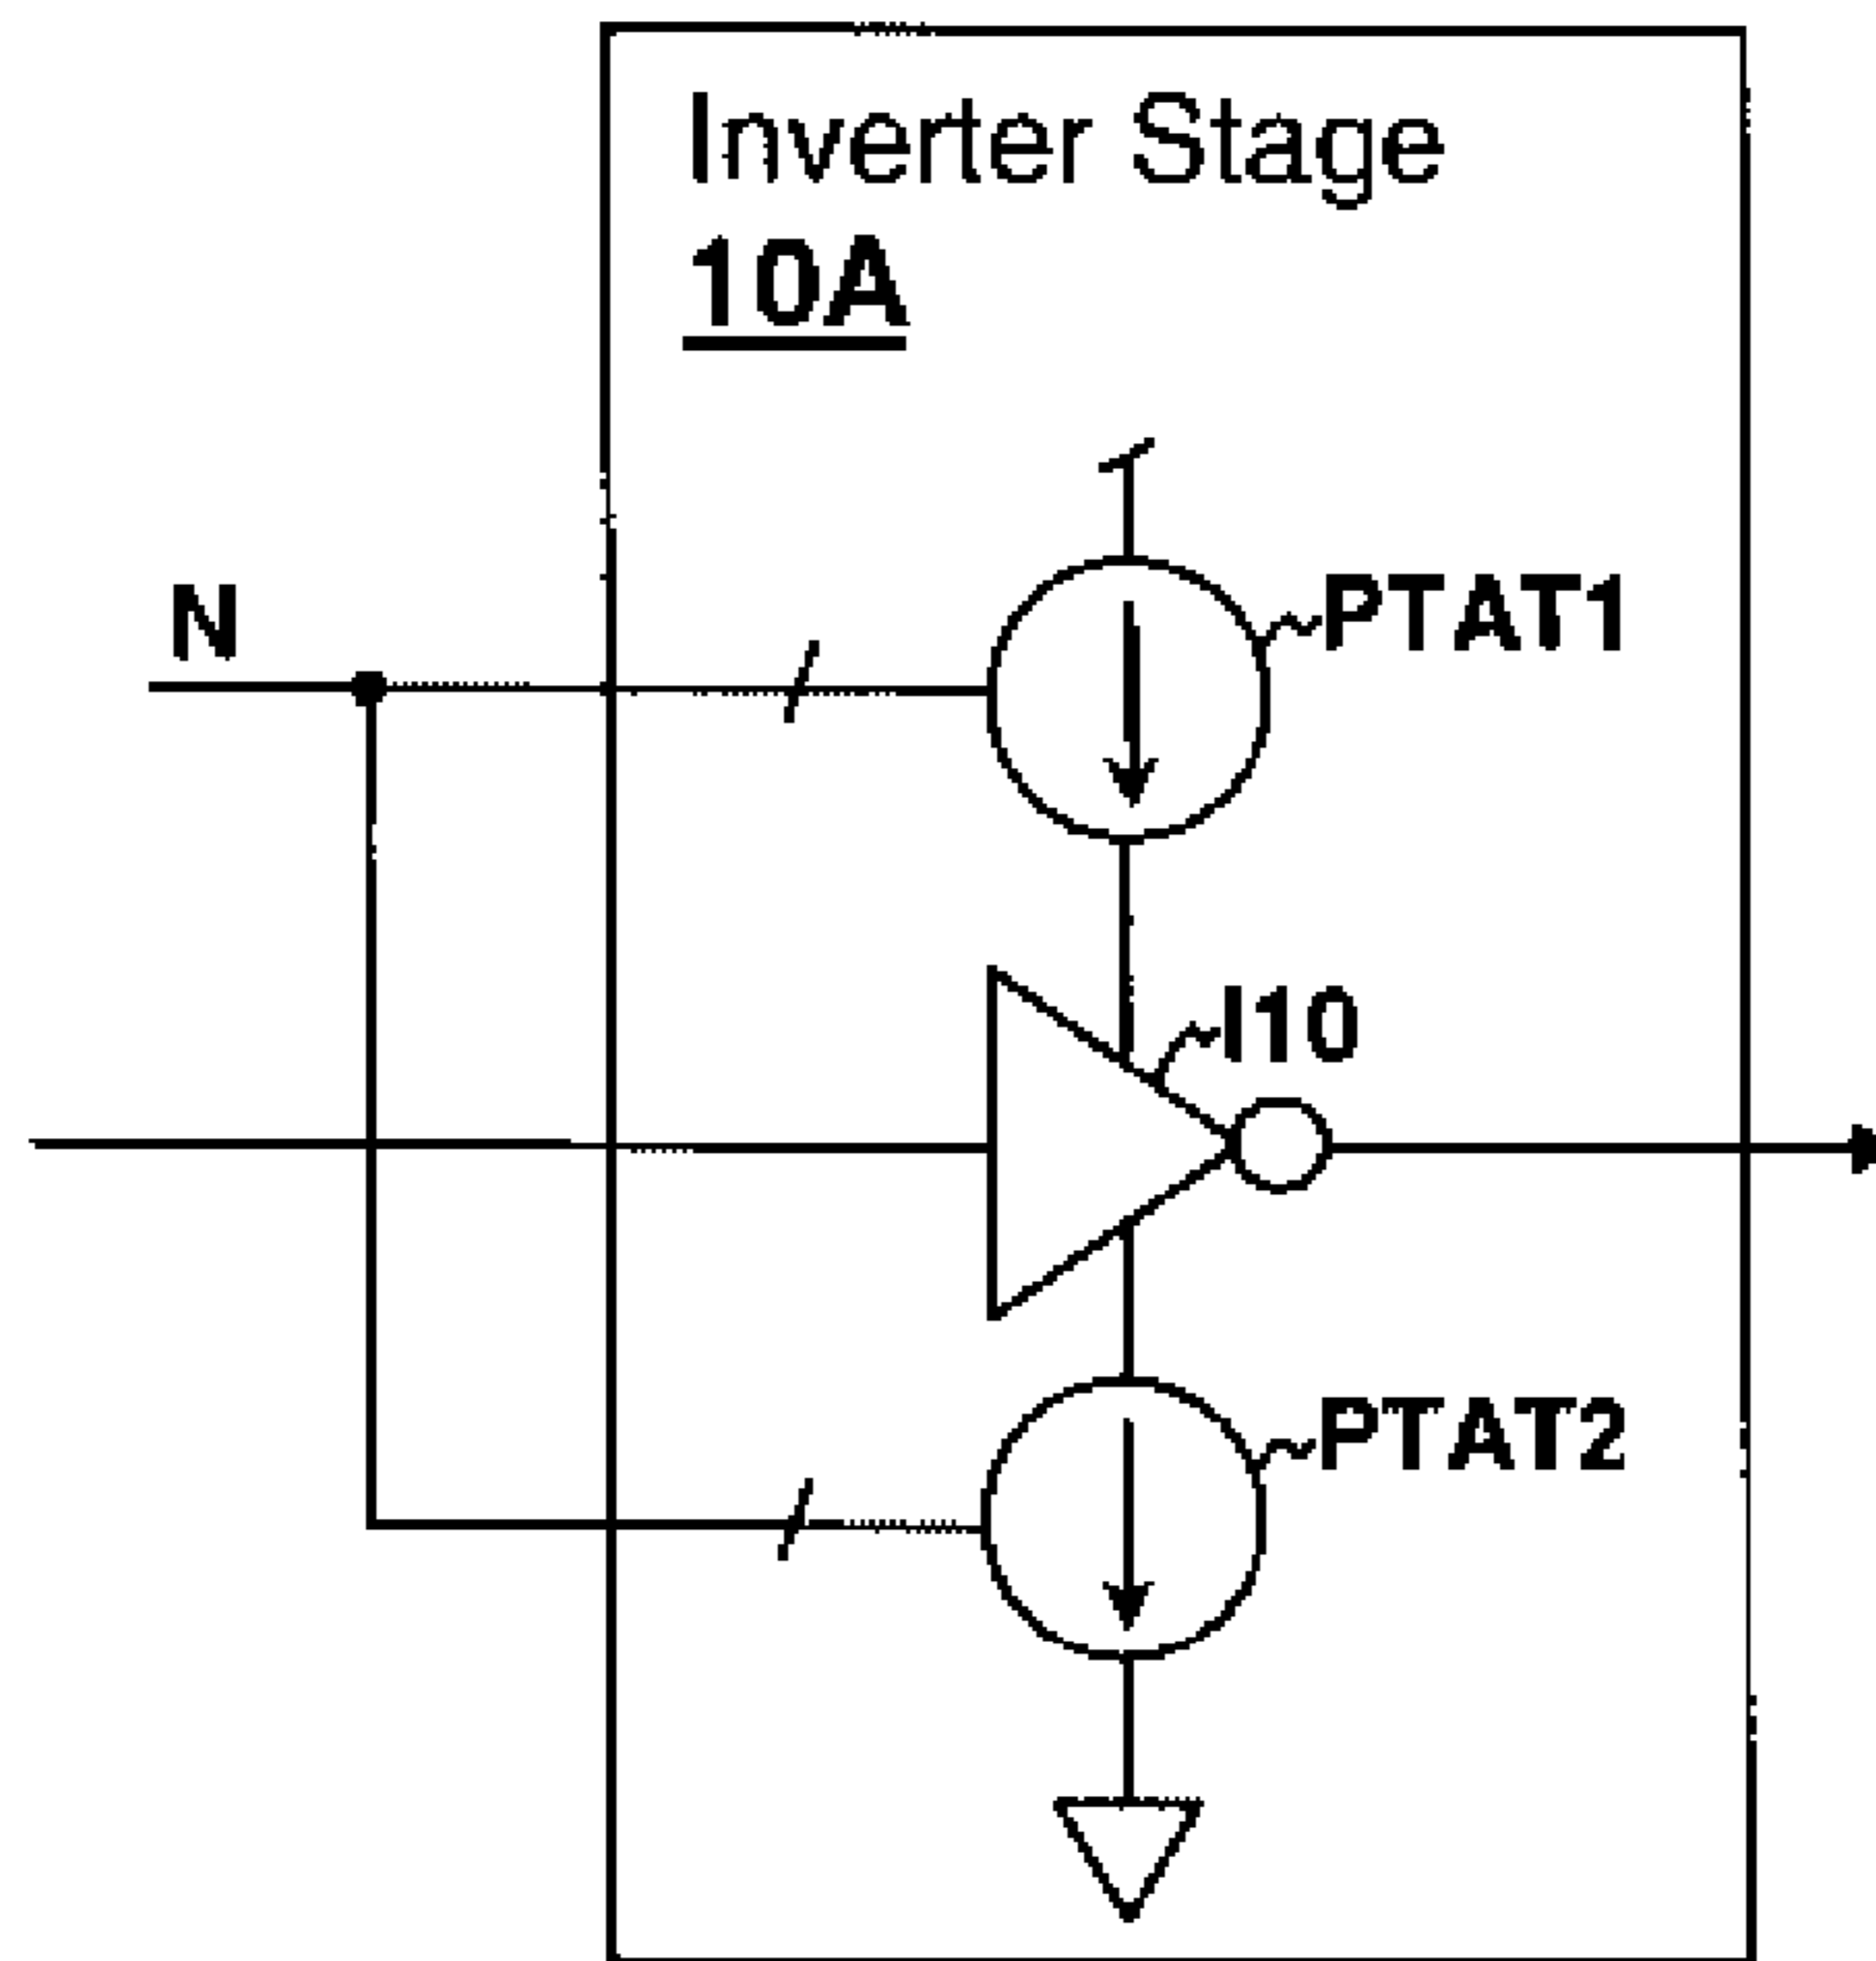 Inverter Stage
10A
N
PTAT1
I10
PTAT2